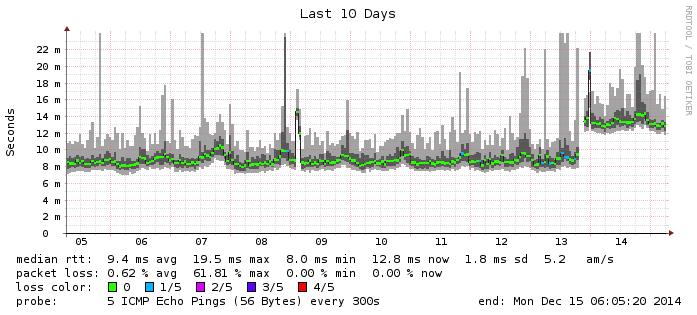 Last 10 Days
RRDTOOL / TOBI OETIKER
Seconds
22 m
20 m
18 m
16 m
14 m
12 m
10 m
8 m
6 m
4 m
2 m
0
05 06 07 08 09 10 11 12 13 14
median rtt: 9.4 ms avg 19.5 ms max 8.0 ms min 12.8 ms now 1.8 ms sd 5.2 am/s
packet loss: 0.62 % avg 61.81 % max 0.00 % min 0.00 % now
loss color: 0 1/5 2/5 3/5 4/5
probe: 5 ICMP Echo Pings (56 Bytes) every 300s end: Mon Dec 15 06:05:20 2014